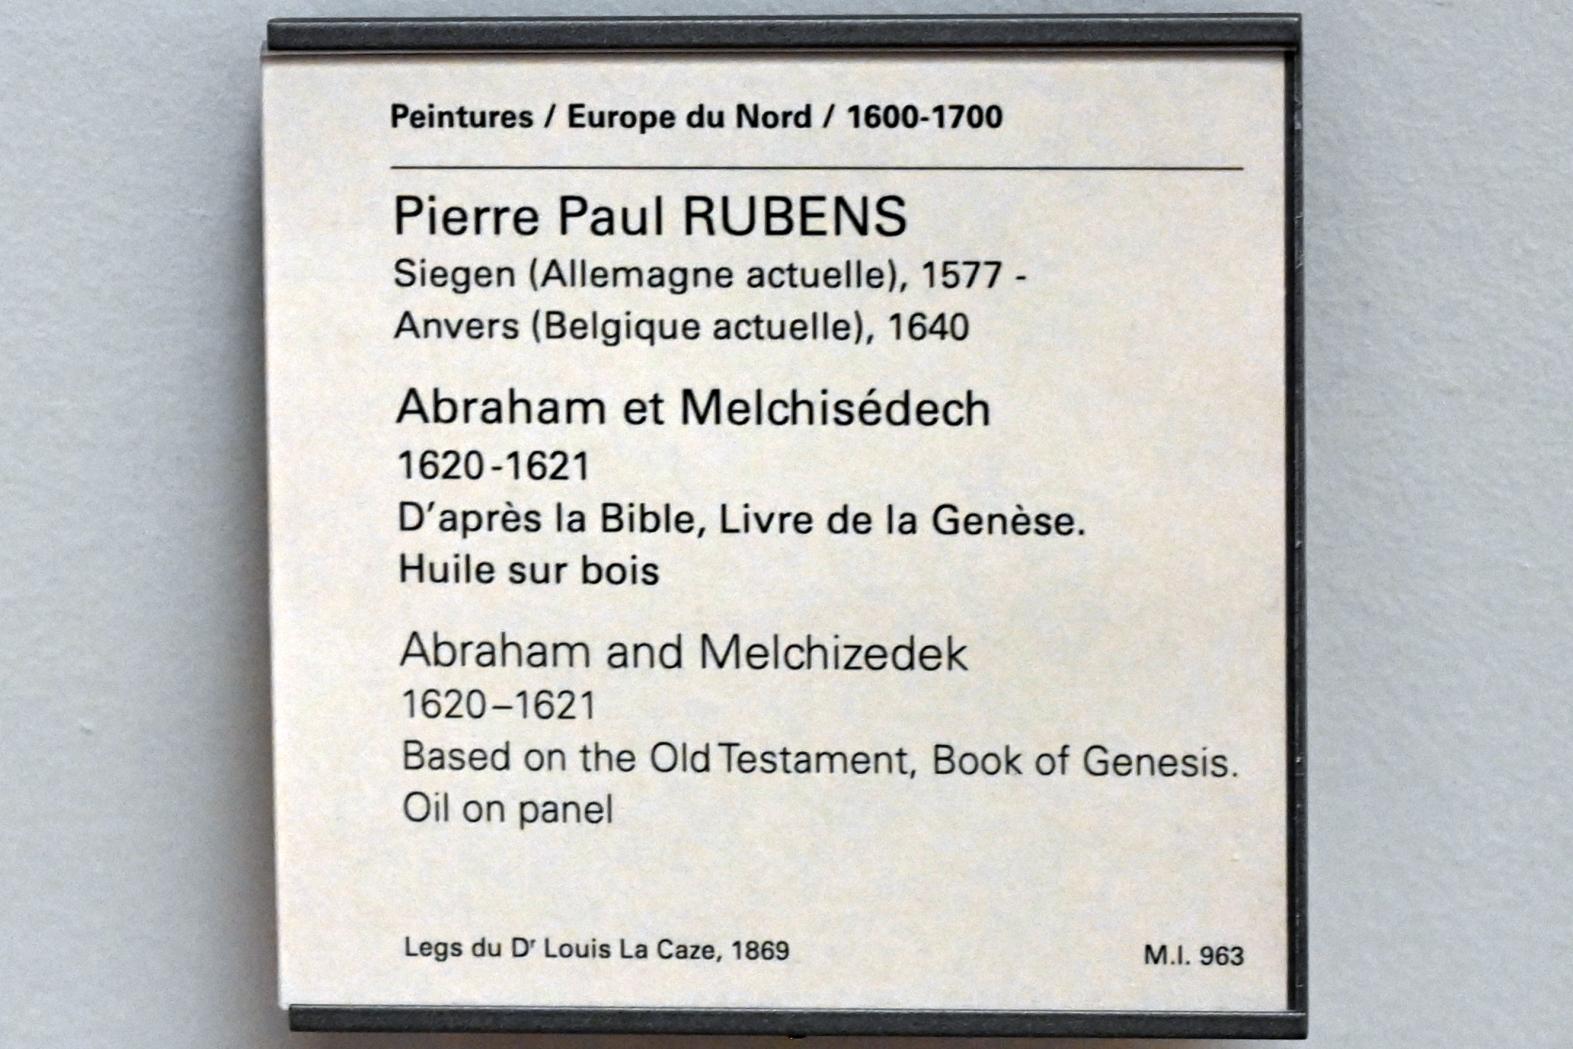 Peintures / Europe du Nord / 1600-1700
Pierre Paul RUBENS
Siegen (Allemagne actuelle), 1577 -
Anvers (Belgique actuelle), 1640
Abraham et Melchisédech
1620-1621
D'après la Bible, Livre de la Genèse.
Huile sur bois
Abraham and Melchizedek
1620–1621
Based on the Old Testament, Book of Genesis.
Oil on panel
Legs du Dr Louis La Caze, 1869
M.I. 963